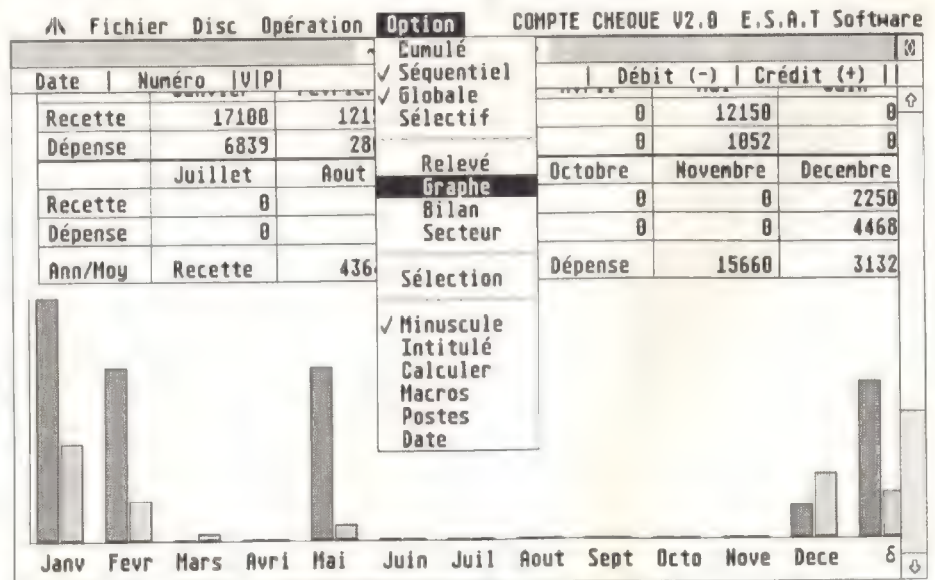 Fichier Disc Opération Option COMPTE CHEQUE V2.0 E.S.A.T Software
Cumulé
Date | Numéro |V|P| ✓ Séquentiel | Débit (-) | Crédit (+) ||
✓ Globale
Recette 17100 121 Sélectif 0 12150 0
Dépense 6839 0 1052 0
Relevé
Juillet Aout Octobre Novembre Decembre
Graphe
Recette 0 0 0 2250
Bilan
Dépense 0 Secteur 0 0 4468
Ann/Moy Recette 436 Dépense 15660 3132
Sélection
✓ Minuscule
Intitulé
Calculer
Macros
Postes
Date
Janv Fevr Mars Avri Mai Juin Juil Aout Sept Octo Nove Dece δ